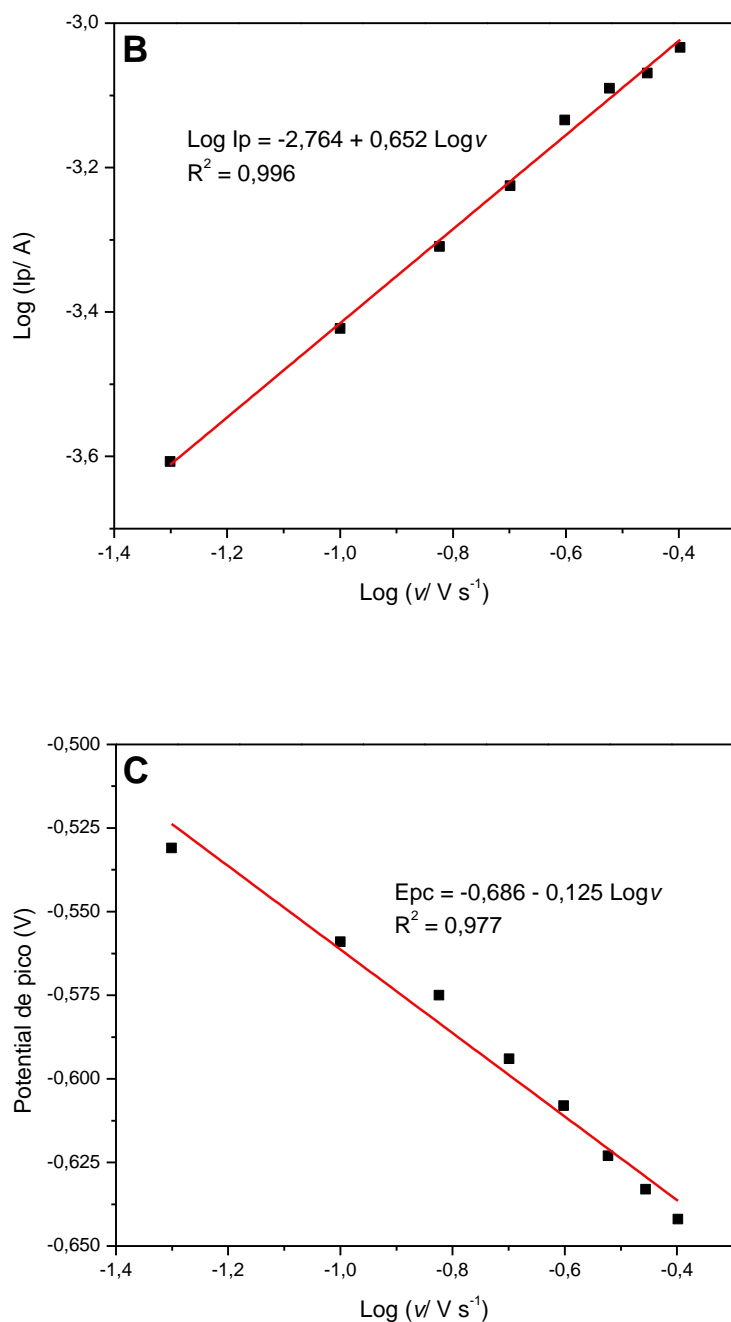 B
-3,0
-3,2
-3,4
-3,6
Log (Ip/ A)
Log Ip = -2,764 + 0,652 Logv
R² = 0,996
-1,4 -1,2 -1,0 -0,8 -0,6 -0,4
Log (v/ V s⁻¹)
C
-0,500
-0,525
-0,550
-0,575
-0,600
-0,625
-0,650
Potential de pico (V)
Epc = -0,686 - 0,125 Logv
R² = 0,977
-1,4 -1,2 -1,0 -0,8 -0,6 -0,4
Log (v/ V s⁻¹)